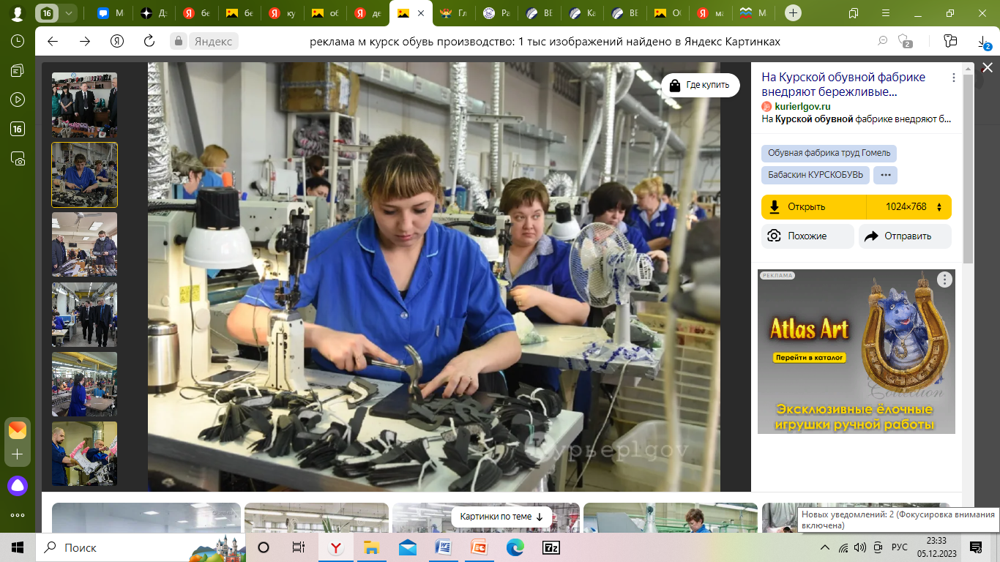 16
М
Дз
бе
бе
ку
об
де
Гл
Ра
ВЕ
Ка
ВЕ
ОБ
ма
М
Яндекс
реклама м курск обувь производство: 1 тыс изображений найдено в Яндекс Картинках
2
2
16
Где купить
На Курской обувной фабрике
внедряют бережливые...
kurierlgov.ru
На Курской обувной фабрике внедряют б...
Обувная фабрика труд Гомель
Бабаскин КУРСКОБУВЬ
Открыть
1024×768
Похожие
Отправить
РЕКЛАМА
Atlas Art
Перейти в каталог
Collection
Эксклюзивные ёлочные
игрушки ручной работы
Курьерlgov
Картинки по теме
Новых уведомлений: 2 (Фокусировка внимания
включена)
Поиск
7z
РУС
23:33
05.12.2023